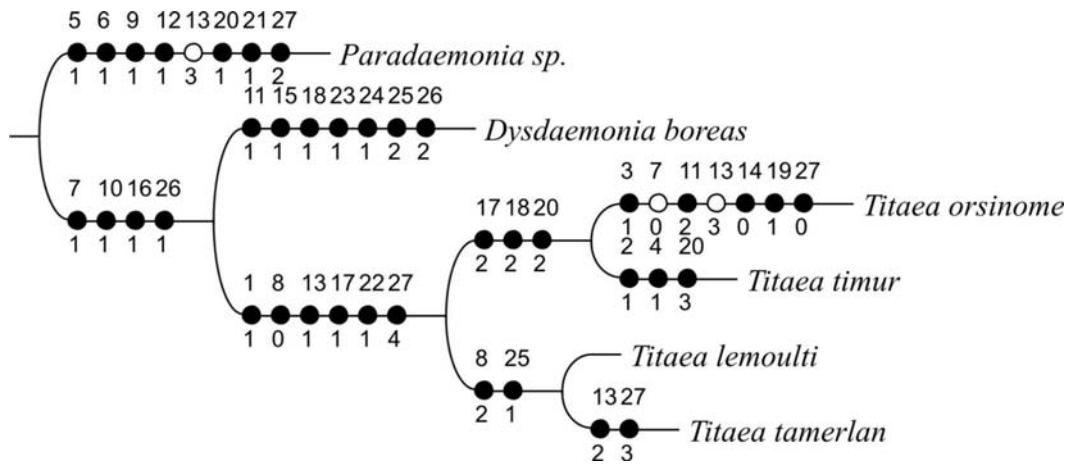 5 6 9 12 13 20 21 27
Paradaemonia sp.
1 1 1 1 3 1 1 2
11 15 18 23 24 25 26
Dysdaemonia boreas
1 1 1 1 1 2 2
3 7 11 13 14 19 27
7 10 16 26
Titaea orsinome
1 0 2 3 0 1 0
1 1 1 1
17 18 20
2 2 2
2 4 20
Titaea timur
1 1 3
1 8 13 17 22 27
1 0 1 1 1 4
Titaea lemoulti
8 25
2 1
13 27
Titaea tamerlan
2 3